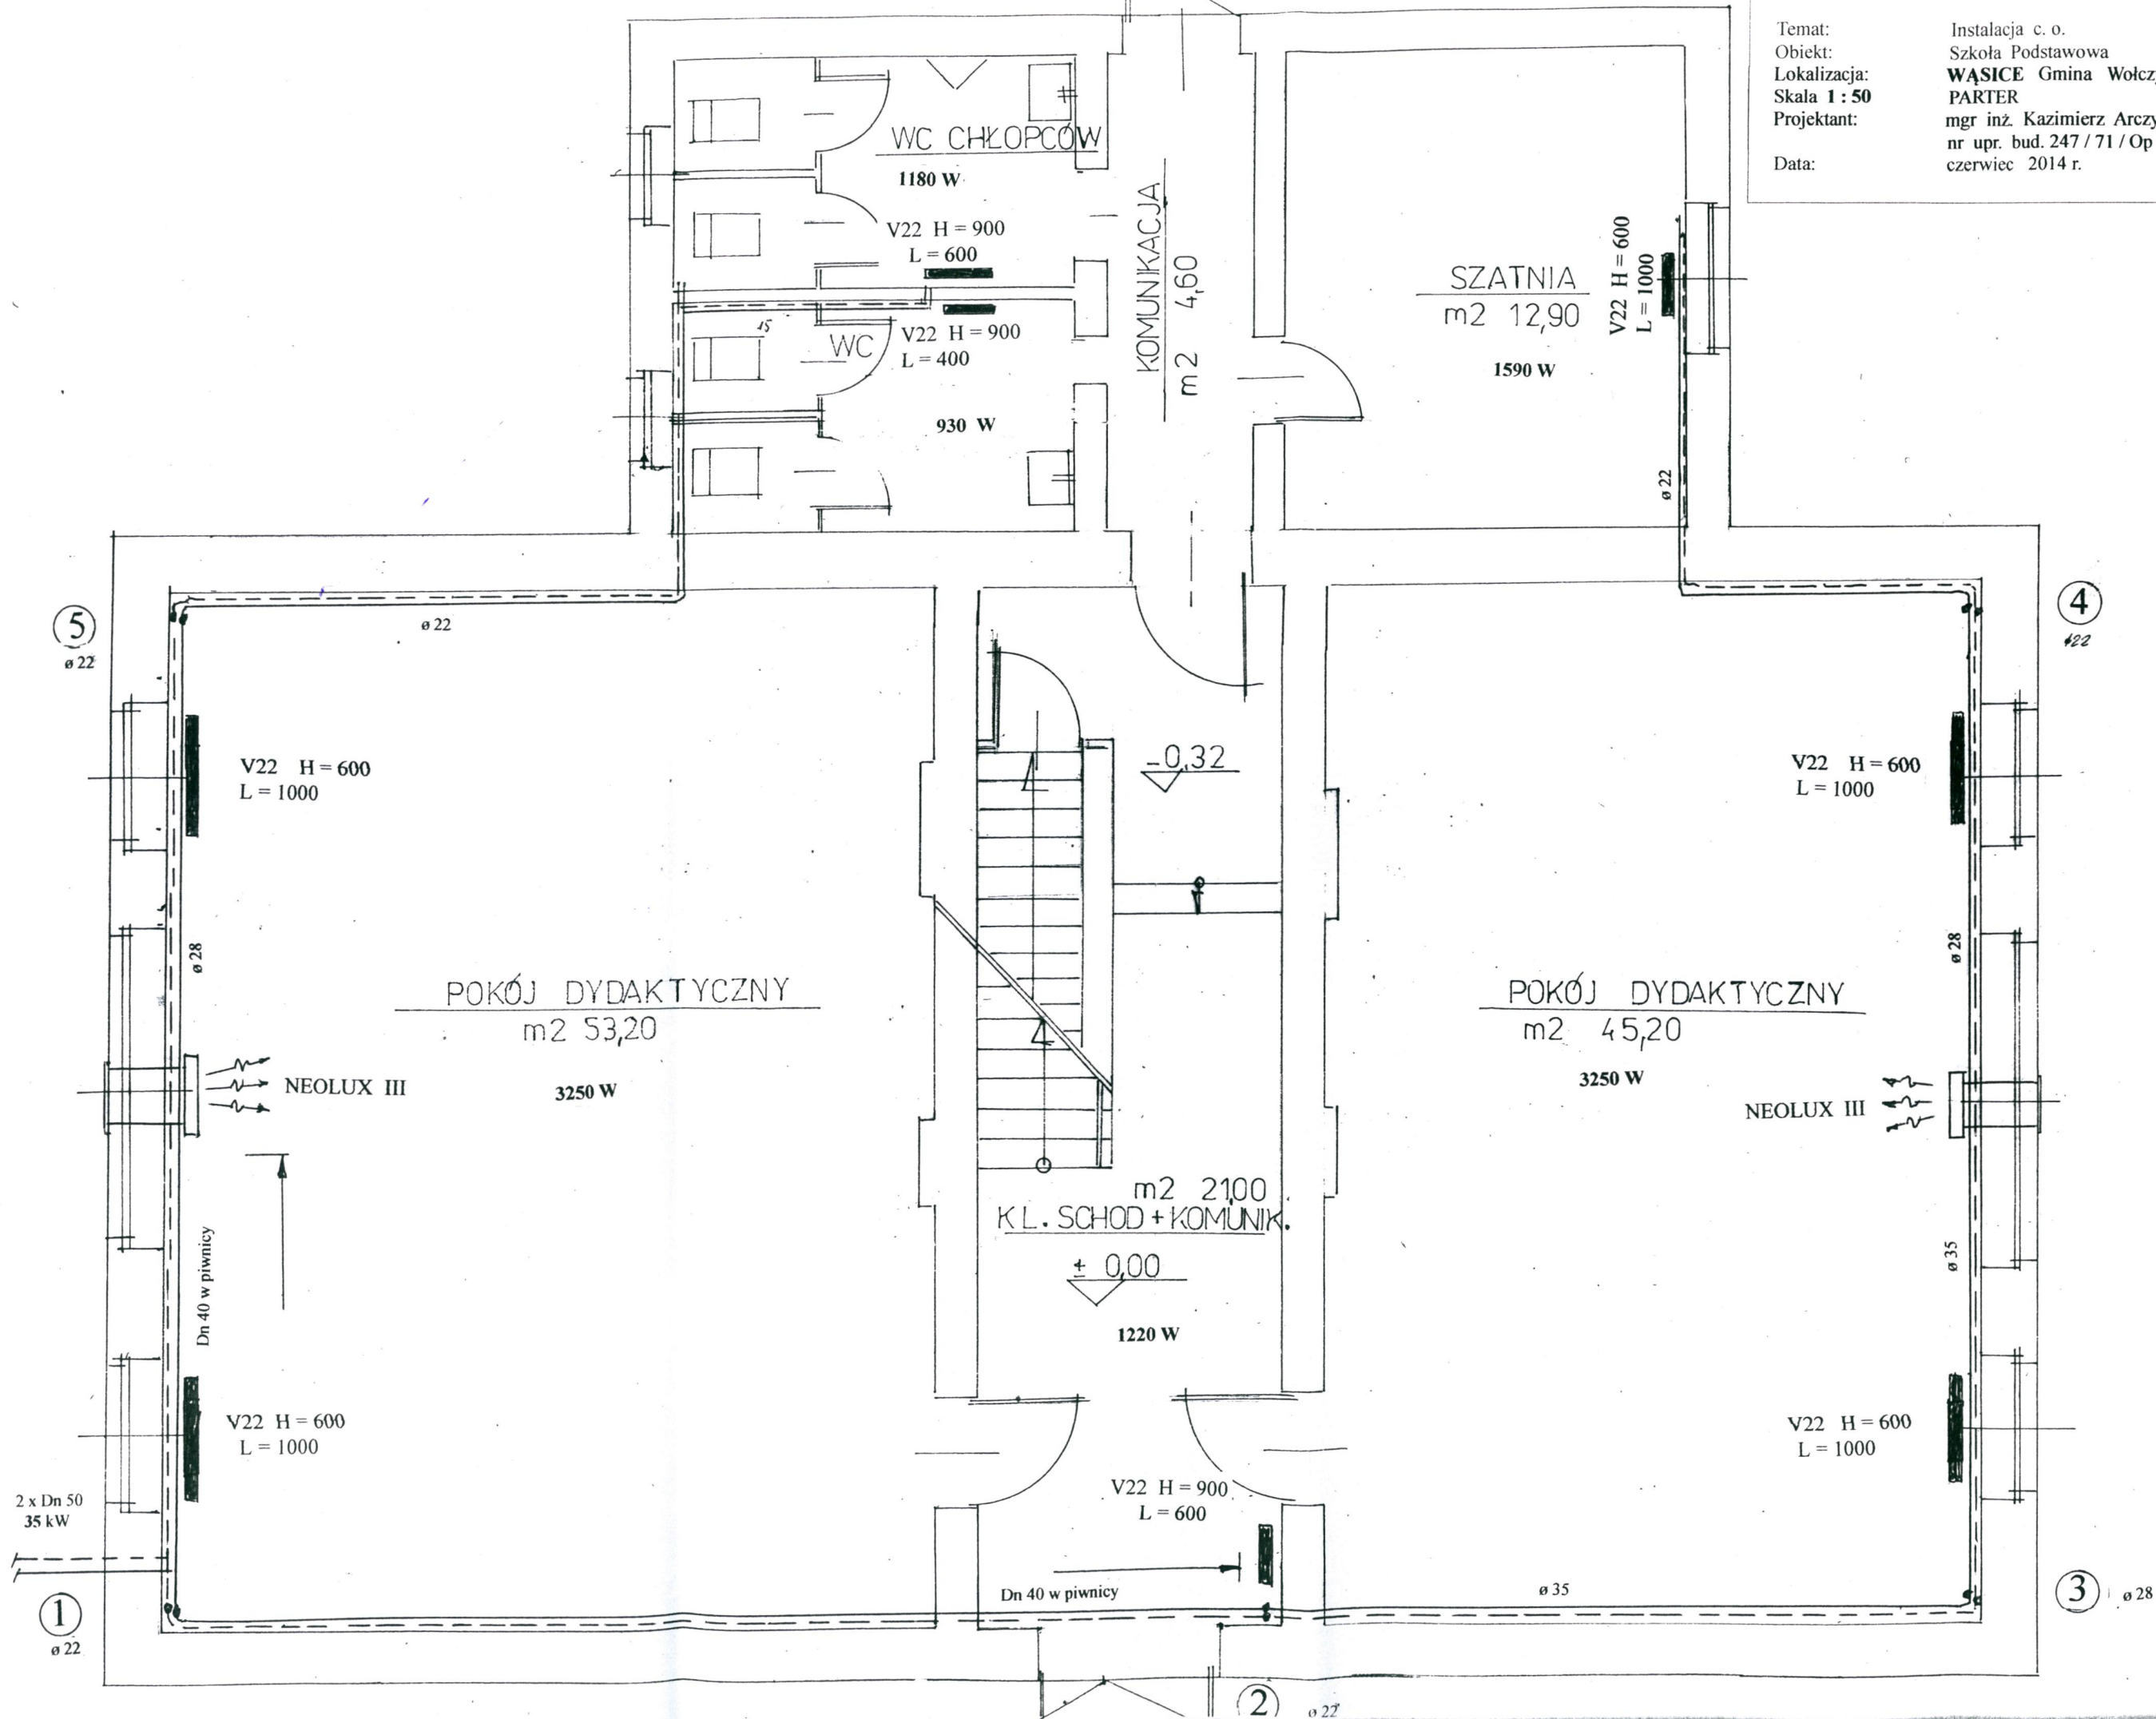 Temat: Instalacja c. o.
Obiekt: Szkoła Podstawowa
Lokalizacja: WĄSICE Gmina
Skala 1 : 50 PARTER
Projektant: mgr inż. Kazimierz
nr upr. bud. 247 / 71 / Op
Data: czerwiec 2014 r.
WC CHŁOPCÓW
1180 W
V22 H = 900
L = 600
15
WC
V22 H = 900
L = 400
930 W
KOMUNIKACJA
m2 4,60
SZATNIA
m2 12,90
1590 W
V22 H = 600
L = 1000
ø 22
5
ø 22
ø 22
4
ø22
V22 H = 600
L = 1000
-0,32
V22 H = 600
L = 1000
ø 28
ø 28
POKÓJ DYDAKTYCZNY
m2 53,20
3250 W
NEOLUX III
POKÓJ DYDAKTYCZNY
m2 45,20
3250 W
NEOLUX III
m2 21,00
KL. SCHOD + KOMUNIK.
± 0,00
1220 W
Dn 40 w piwnicy
ø 35
V22 H = 600
L = 1000
V22 H = 600
L = 1000
V22 H = 900
L = 600
2 x Dn 50
35 kW
Dn 40 w piwnicy
ø 35
1
ø 22
3
ø 28
2
ø 22